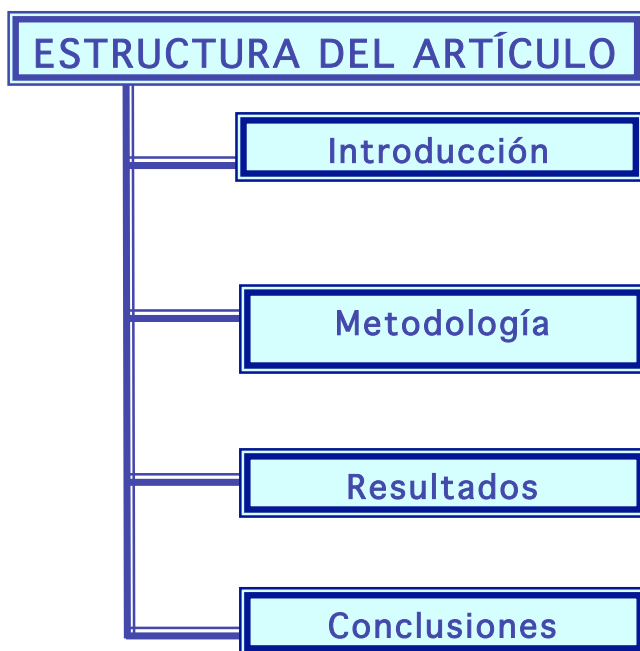 ESTRUCTURA DEL ARTÍCULO
Introducción
Metodología
Resultados
Conclusiones